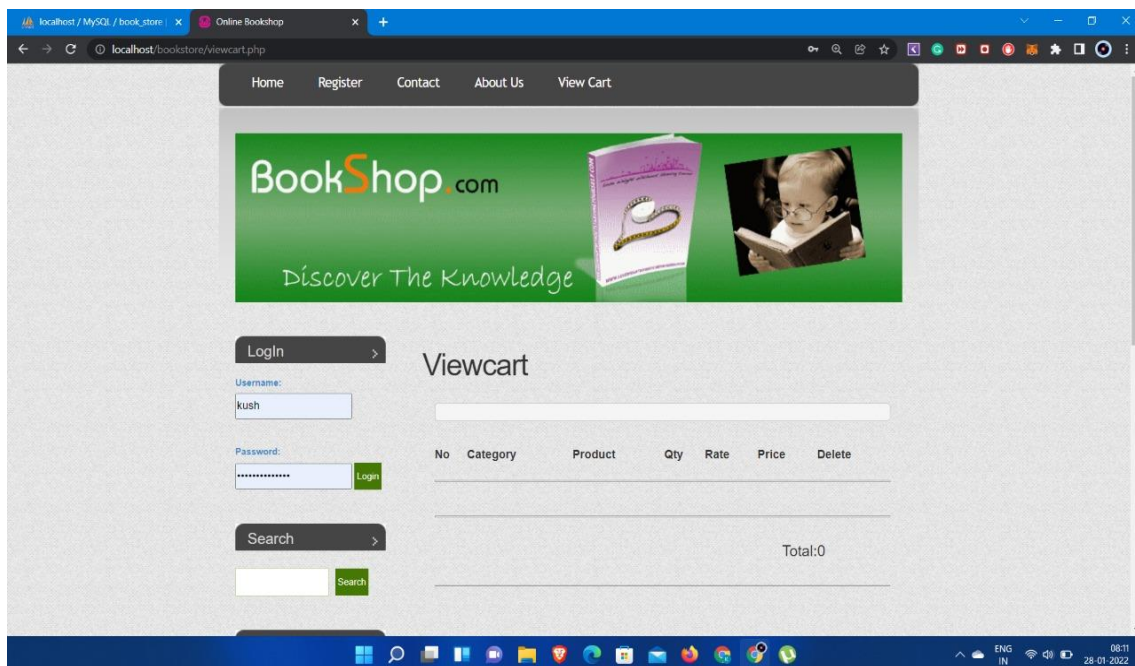 localhost / MySQL / book_store |
Online Bookshop
localhost/bookstore/viewcart.php
Home Register Contact About Us View Cart
BookShop.com
Discover The Knowledge
LogIn
Username:
kush
Password:
Login
Search
Search
Viewcart
No Category Product Qty Rate Price Delete
Total:0
ENG
IN
08:11
28-01-2022